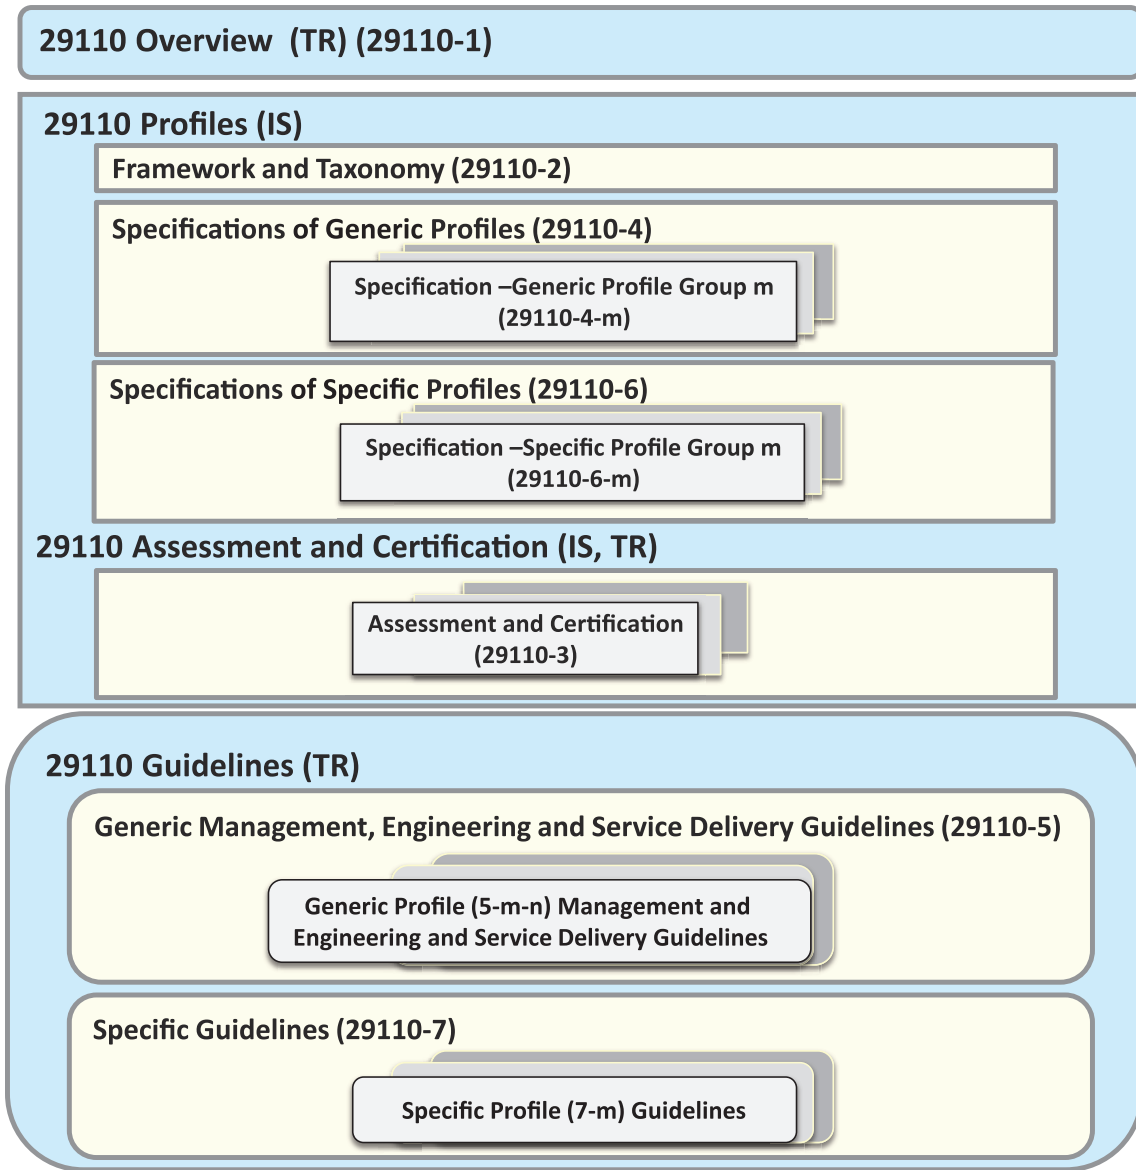 29110 Overview  (TR) (29110-1)
29110 Profiles (IS)
Framework and Taxonomy (29110-2)
Specifications of Generic Profiles (29110-4)
Specification –Generic Profile Group m
(29110-4-m)
Specifications of Specific Profiles (29110-6)
Specification –Specific Profile Group m
(29110-6-m)
29110 Assessment and Certification (IS, TR)
Assessment and Certification
(29110-3)
29110 Guidelines (TR)
Generic Management, Engineering and Service Delivery Guidelines (29110-5)
Generic Profile (5-m-n) Management and
Engineering and Service Delivery Guidelines
Specific Guidelines (29110-7)
Specific Profile (7-m) Guidelines